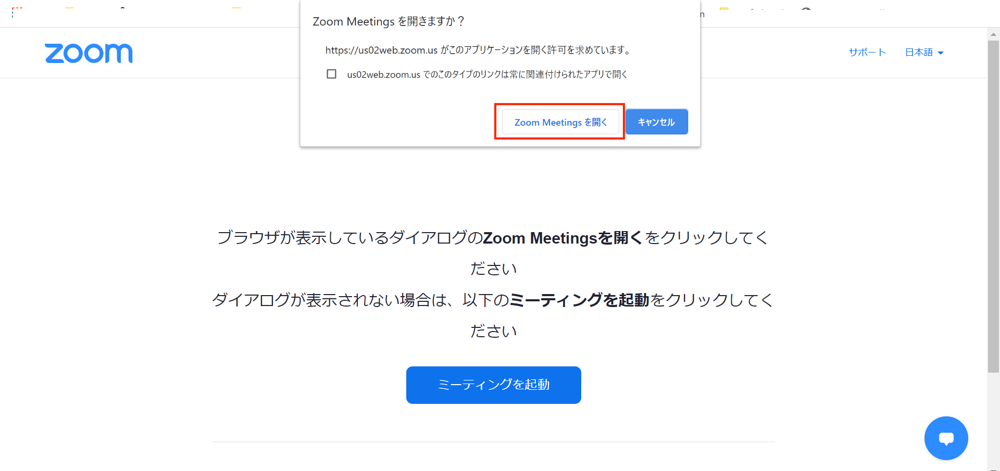 Zoom Meetings を開きますか？
https://us02web.zoom.us がこのアプリケーションを開く許可を求めています。
us02web.zoom.us でのこのタイプのリンクは常に関連付けられたアプリで開く
Zoom Meetings を開く
キャンセル
zoom
サポート
日本語
ブラウザが表示しているダイアログのZoom Meetingsを開くをクリックしてく
ださい
ダイアログが表示されない場合は、以下のミーティングを起動をクリックしてく
ださい
ミーティングを起動